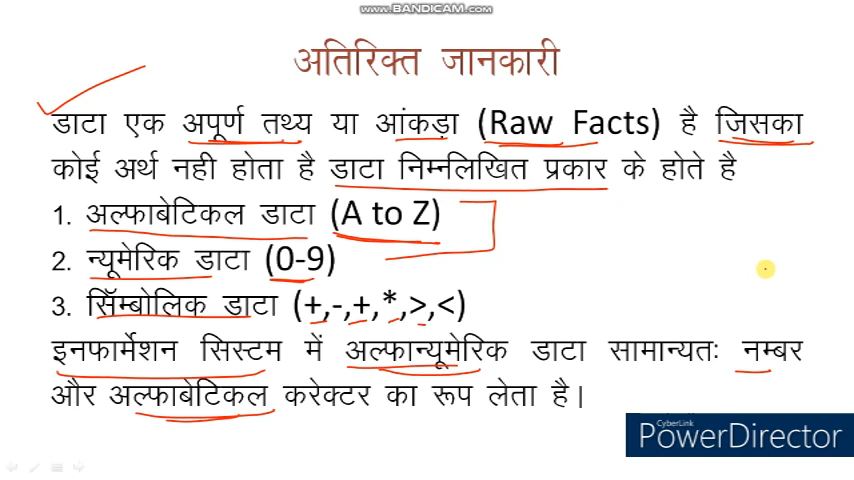 www.BANDICAM.com
अतिरिक्त जानकारी
डाटा एक अपूर्ण तथ्य या आंकड़ा (Raw Facts) है जिसका
कोई अर्थ नही होता है डाटा निम्नलिखित प्रकार के होते है
1. अल्फाबेटिकल डाटा (A to Z)
2. न्यूमेरिक डाटा (0-9)
3. सिँम्बोलिक डाटा (+,-,+,*,>,<)
इनफार्मेशन सिस्टम में अल्फान्यूमेरिक डाटा सामान्यतः नम्बर
और अल्फाबेटिकल करेक्टर का रूप लेता है।
CyberLink
PowerDirector